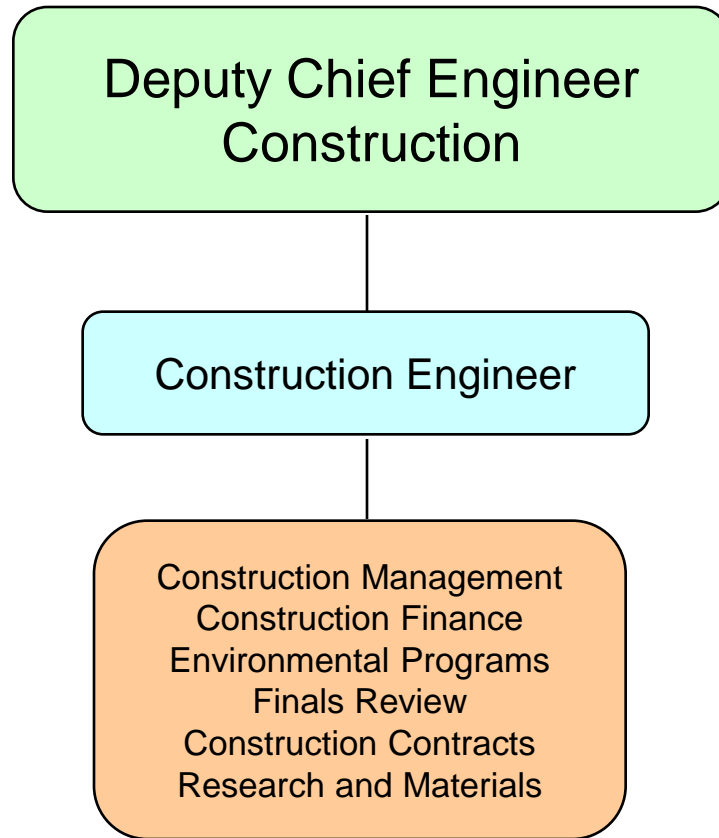 Deputy Chief Engineer
Construction
Construction Engineer
Construction Management
Construction Finance
Environmental Programs
Finals Review
Construction Contracts
Research and Materials